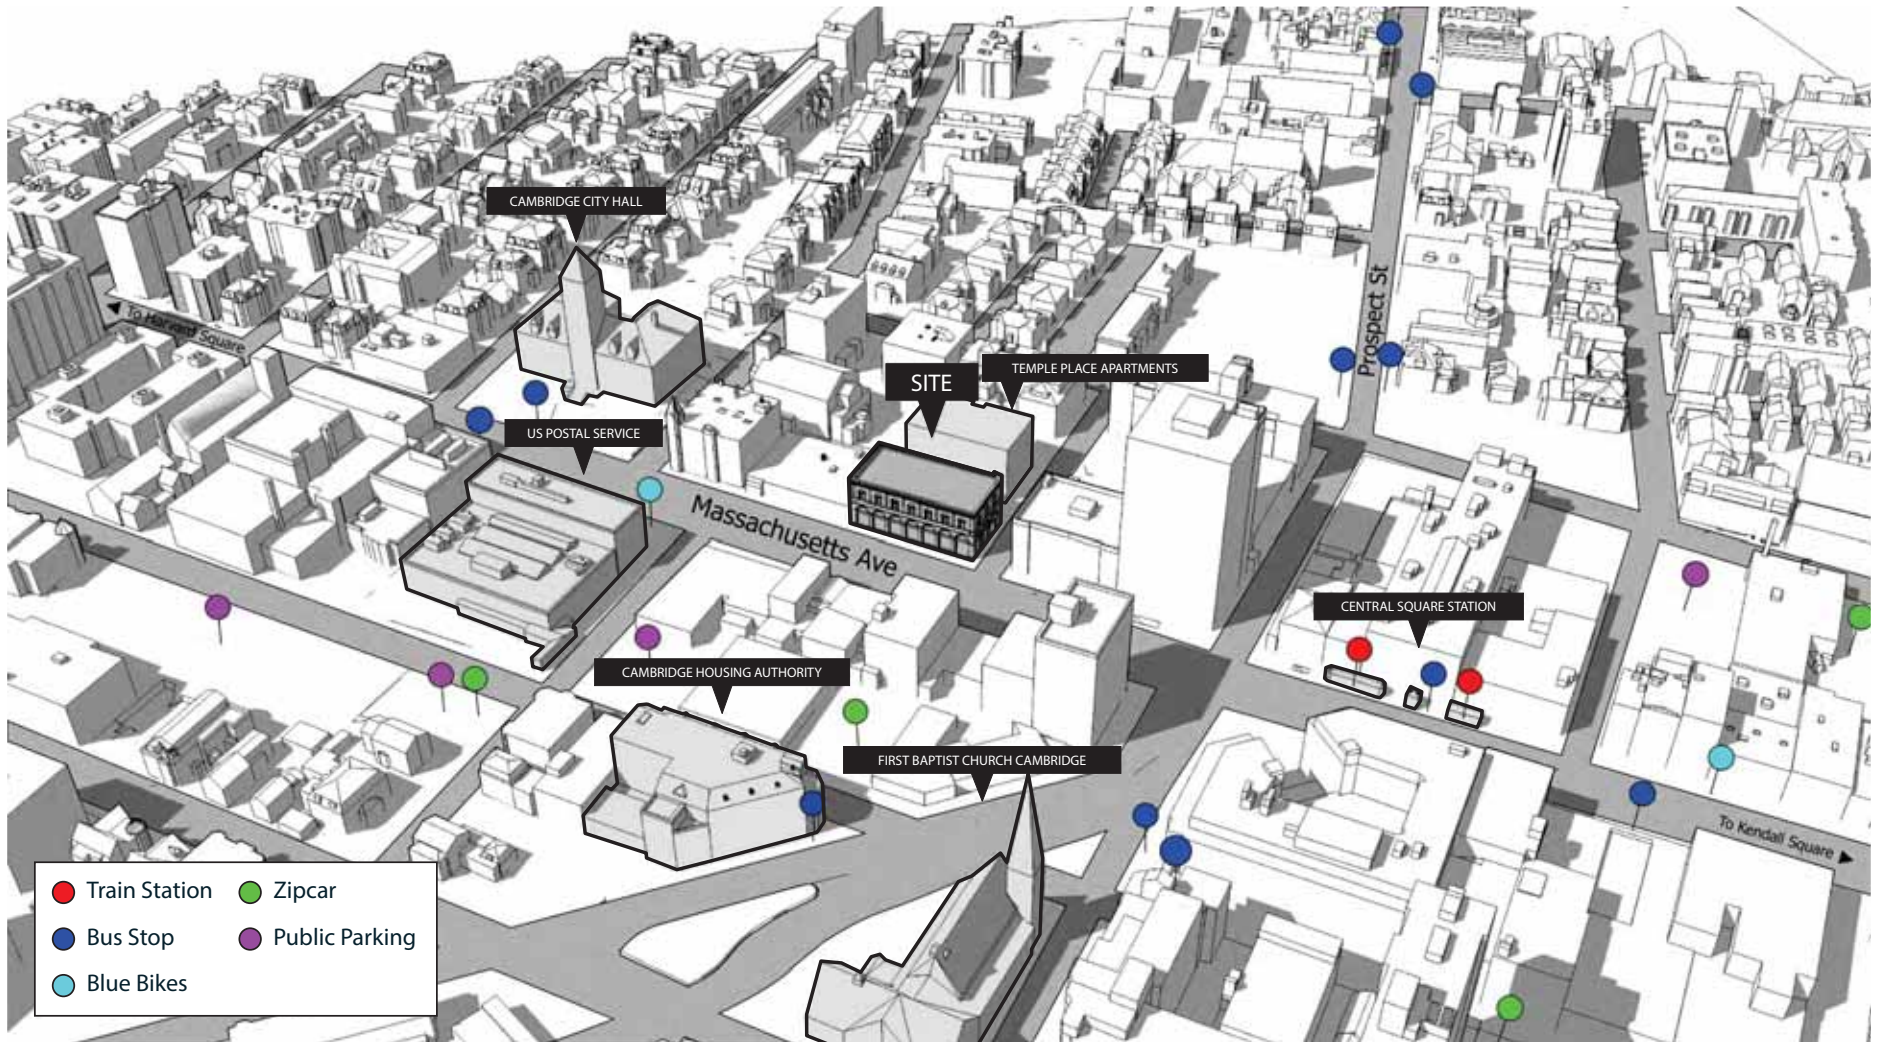 CAMBRIDGE CITY HALL
To Harvard Square
Prospect St
SITE
TEMPLE PLACE APARTMENTS
US POSTAL SERVICE
Massachusetts Ave
CENTRAL SQUARE STATION
CAMBRIDGE HOUSING AUTHORITY
FIRST BAPTIST CHURCH CAMBRIDGE
To Kendall Square
Train Station
Zipcar
Bus Stop
Public Parking
Blue Bikes